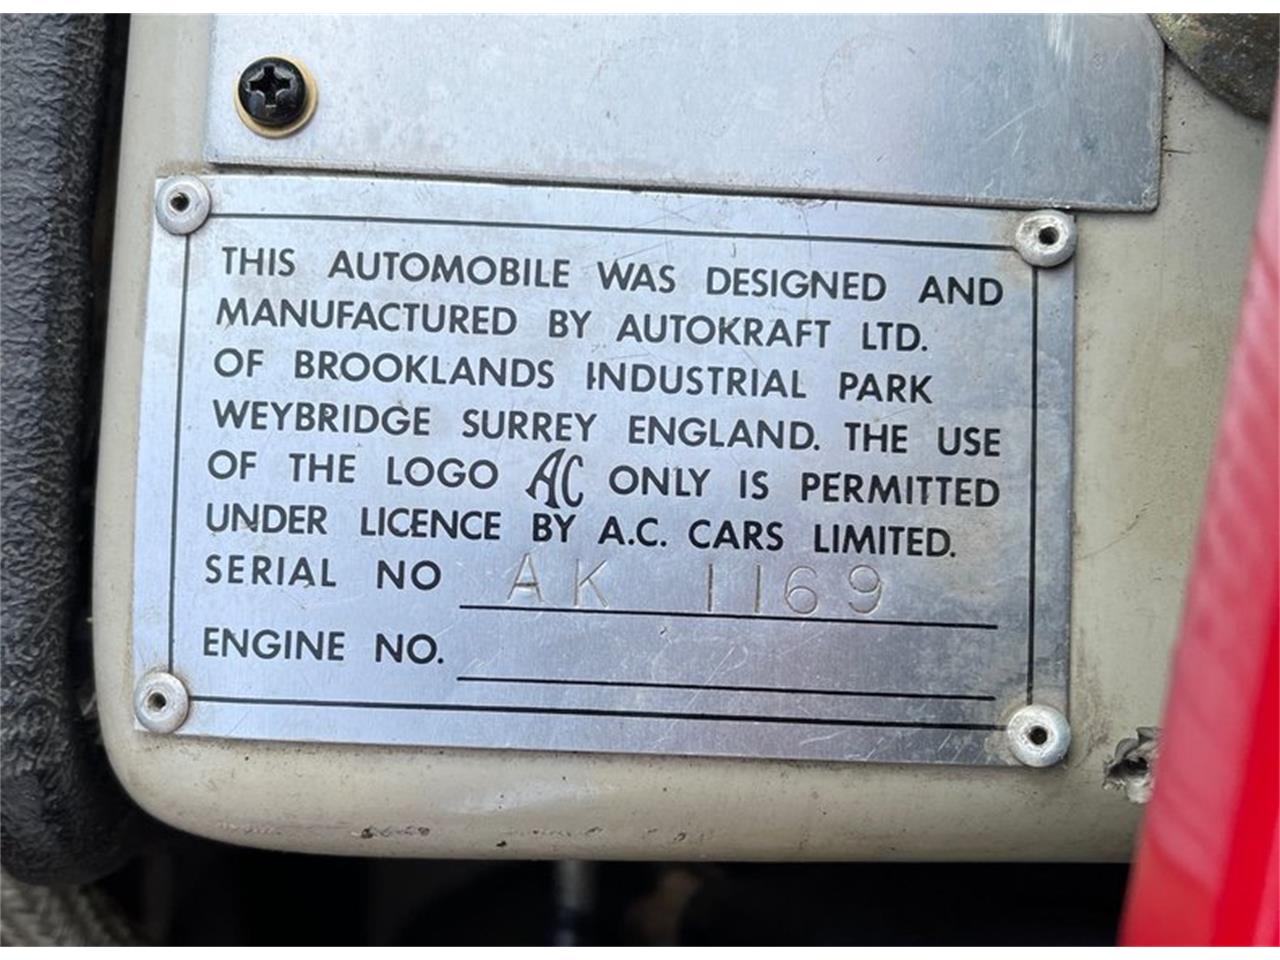 THIS AUTOMOBILE WAS DESIGNED AND
MANUFACTURED BY AUTOKRAFT LTD.
OF BROOKLANDS INDUSTRIAL PARK
WEYBRIDGE SURREY ENGLAND. THE USE
OF THE LOGO AC ONLY IS PERMITTED
UNDER LICENCE BY A.C. CARS LIMITED.
SERIAL NO AK 1169
ENGINE NO.